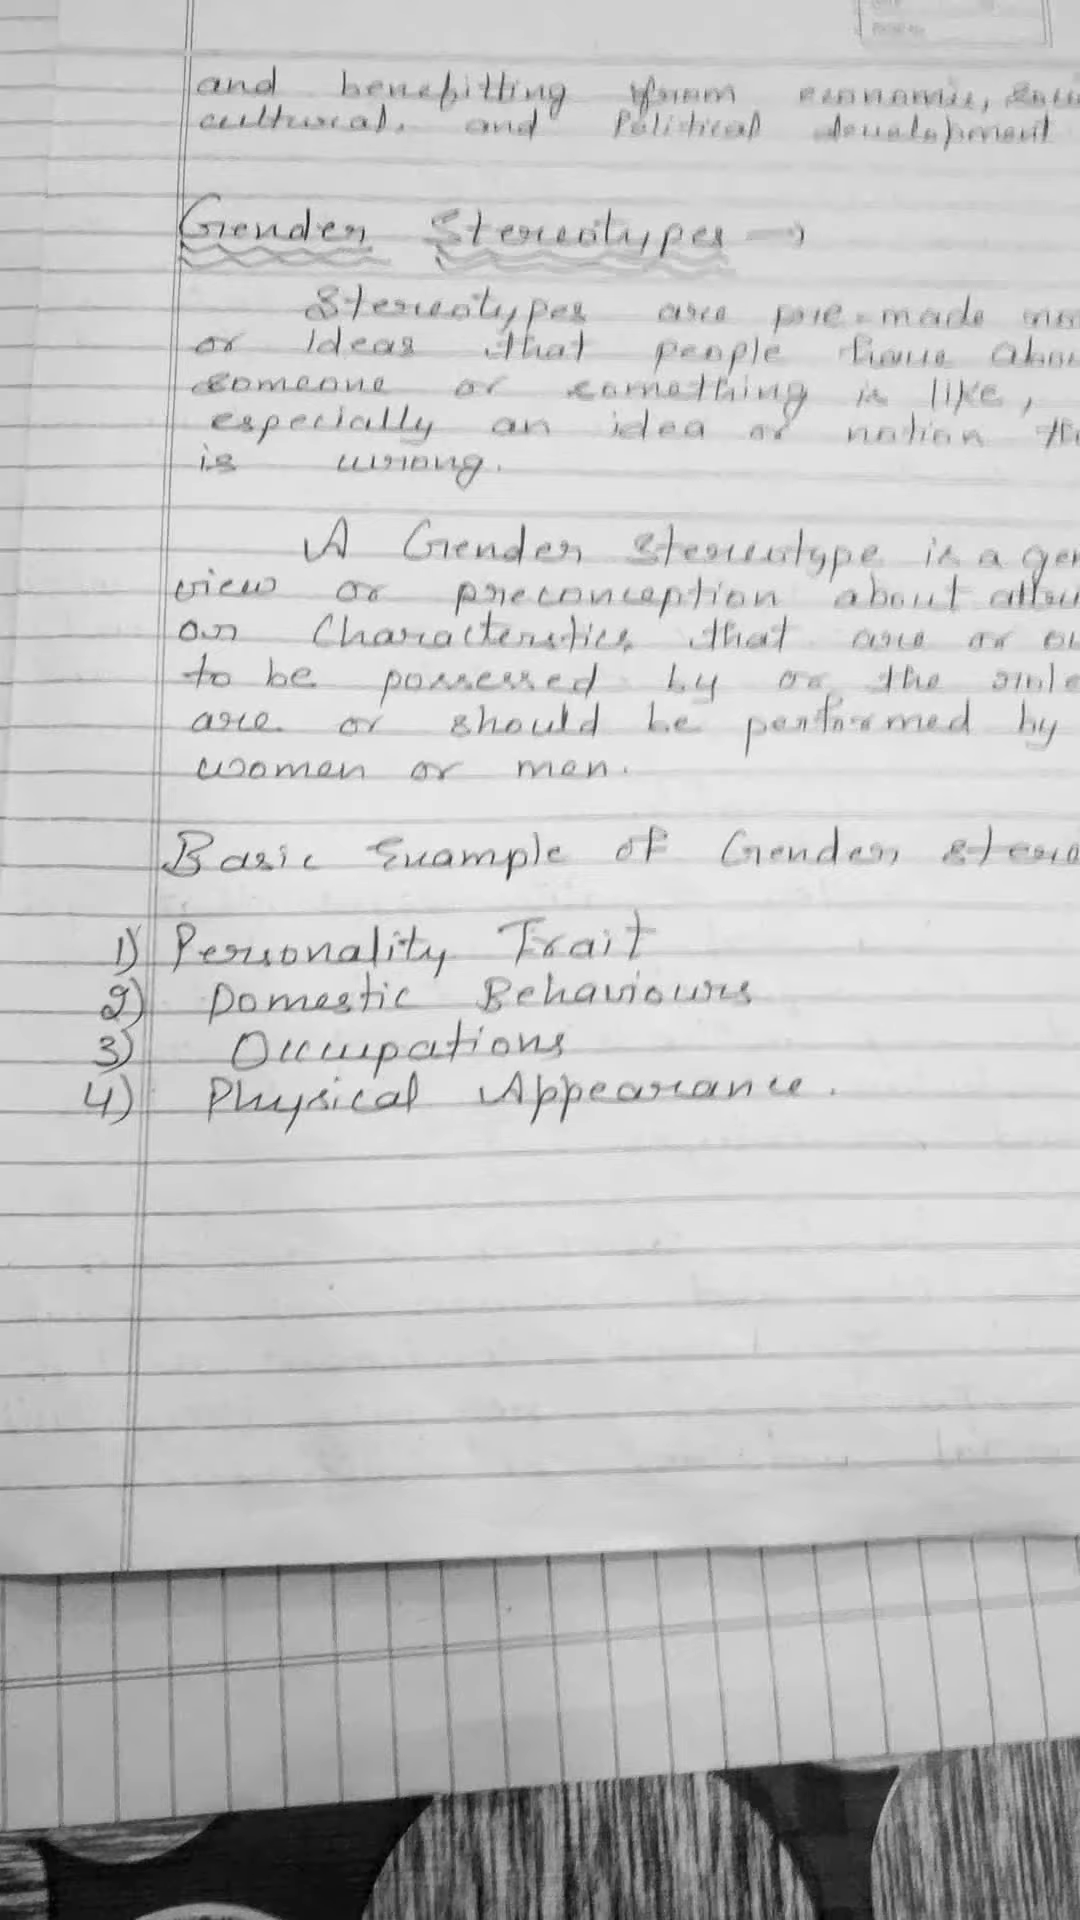 and benefitting from economic,
cultural, and Political development
Gender Stereotypes →
Stereotypes are pre-made
or ideas that people have
someone or something is like,
especially an idea or notion
is wrong.
A Gender Stereotype is a
view or preconception about
or Characteristics that are or
to be possessed by or the
are or should be performed by
women or men.
Basic Example of Gender
1) Personality Trait
2) Domestic Behaviours
3) Occupations
4) Physical Appearance.